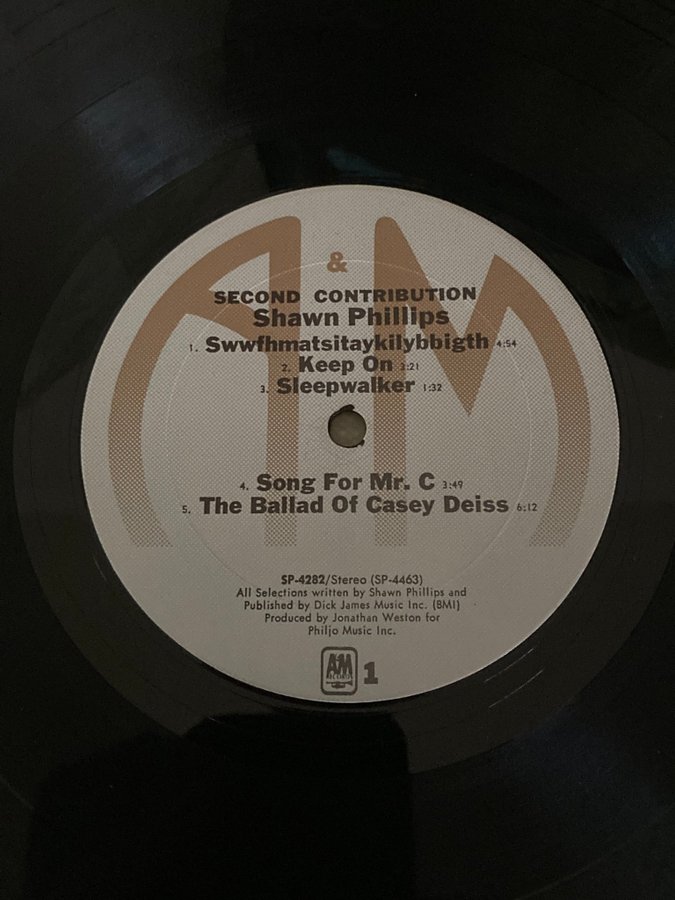 A&M
SECOND CONTRIBUTION
Shawn Phillips
1. Swwfhmatsitaykilybbigth 4:54
2. Keep On 3:21
3. Sleepwalker 1:32
4. Song For Mr. C 3:49
5. The Ballad Of Casey Deiss 6:12
SP-4282/Stereo (SP-4463)
All Selections written by Shawn Phillips and
Published by Dick James Music Inc. (BMI)
Produced by Jonathan Weston for
Philjo Music Inc.
A&M
RECORDS
1